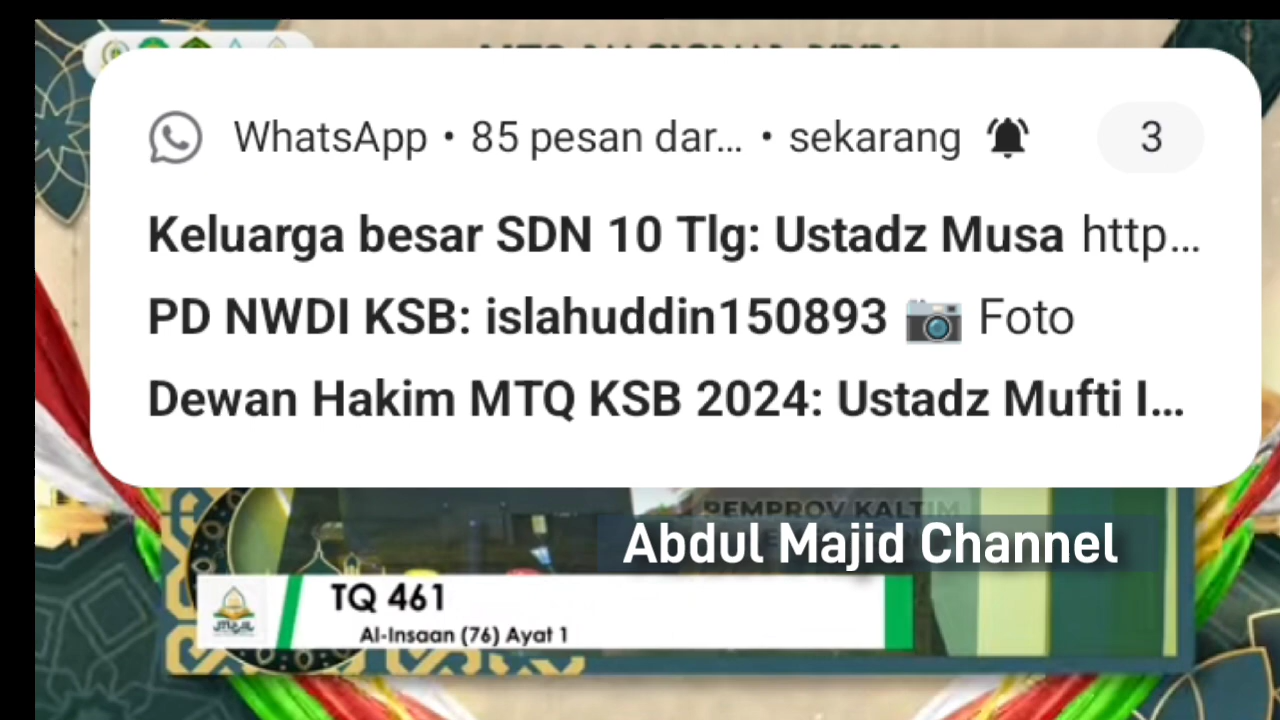 WhatsApp • 85 pesan dar... • sekarang
3
Keluarga besar SDN 10 Tlg: Ustadz Musa http...
PD NWDI KSB: islahuddin150893 📷 Foto
Dewan Hakim MTQ KSB 2024: Ustadz Mufti I...
PEMPROV KALTIM
Abdul Majid Channel
TQ 461
Al-Insaan (76) Ayat 1